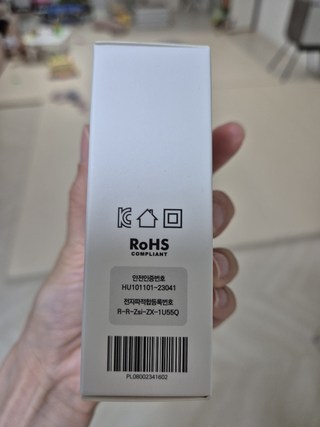 RoHS
COMPLIANT
안전인증번호
HU101101-23041
전자파적합등록번호
R-R-Zai-ZX-1U55Q
PL08002341602